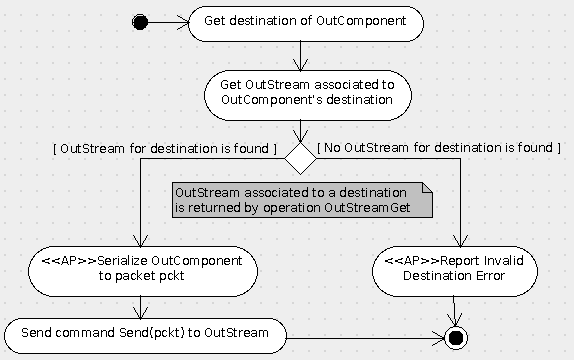 Get destination of OutComponent
Get OutStream associated to
OutComponent's destination
[ OutStream for destination is found ]
[ No OutStream for destination is found ]
OutStream associated to a destination
is returned by operation OutStreamGet
<<AP>>Serialize OutComponent
to packet pckt
<<AP>>Report Invalid
Destination Error
Send command Send(pckt) to OutStream